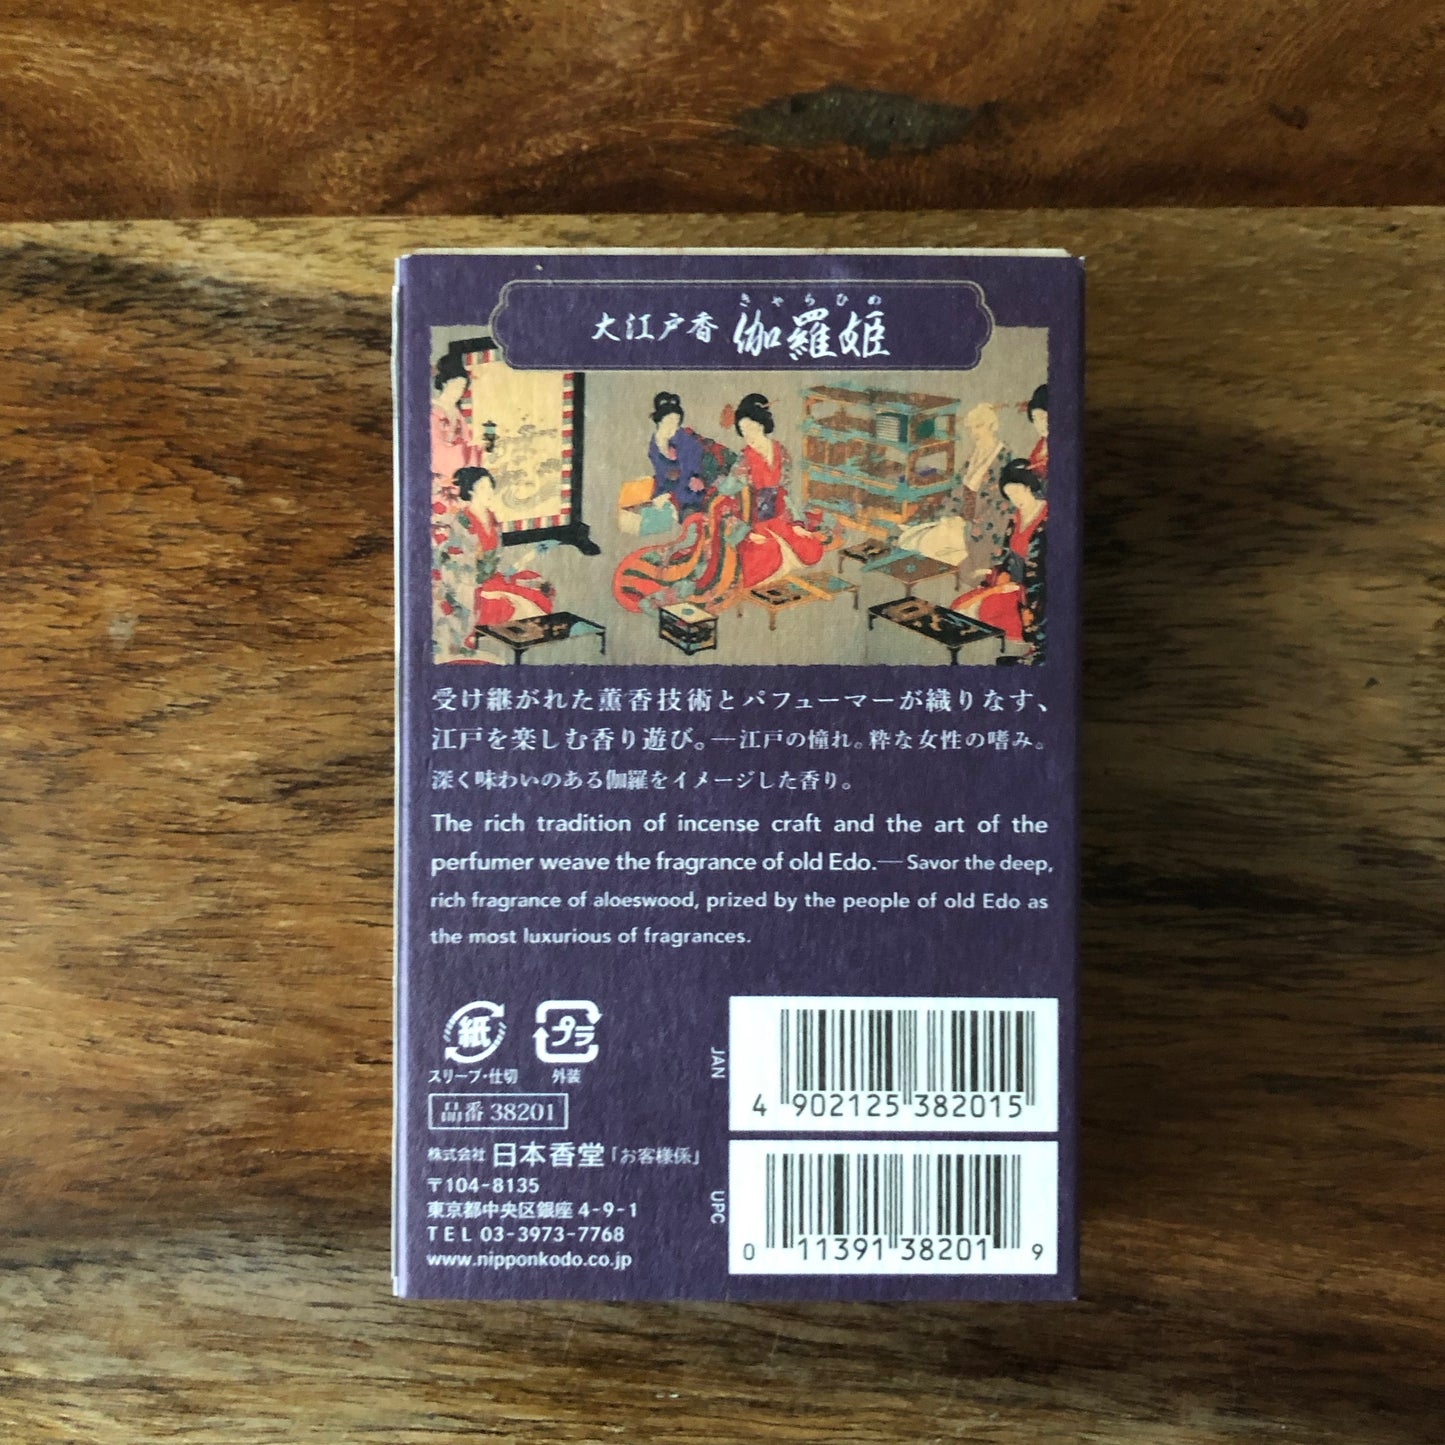 きゃらひめ
大江戸香 伽羅姫
受け継がれた薫香技術とパフューマーが織りなす、
江戸を楽しむ香り遊び。―江戸の憧れ。粋な女性の嗜み。
深く味わいのある伽羅をイメージした香り。
The rich tradition of incense craft and the art of the
perfumer weave the fragrance of old Edo.—Savor the deep,
rich fragrance of aloeswood, prized by the people of old Edo as
the most luxurious of fragrances.
紙 プラ
スリーブ・仕切 外装
品番 38201
株式会社 日本香堂「お客様係」
〒104-8135
東京都中央区銀座 4-9-1
TEL 03-3973-7768
www.nipponkodo.co.jp
JAN
4 902125 382015
UPC
0 11391 38201 9